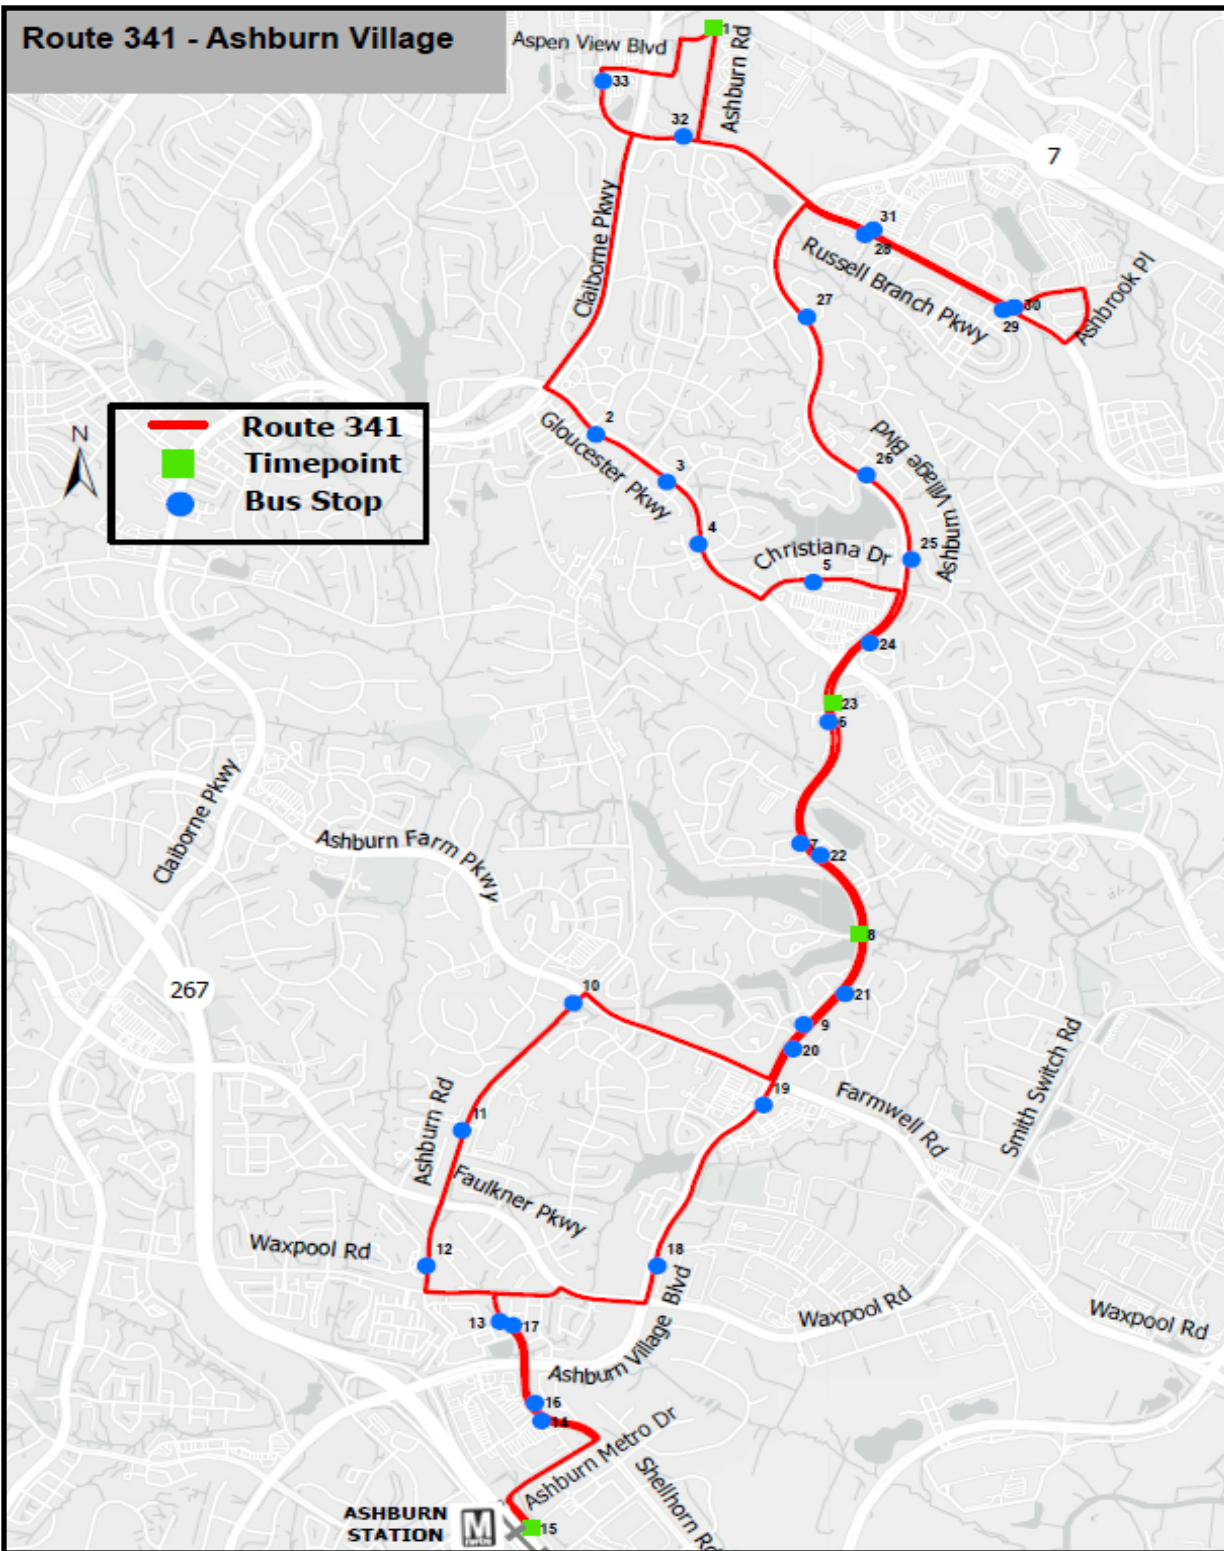 Route 341 - Ashburn Village
Aspen View Blvd
1
Ashburn Rd
33
32
7
Claiborne Pkwy
31
28
Russell Branch Pkwy
27
30
29
Ashbrook Pl
N
Route 341
Timepoint
Bus Stop
2
Gloucester Pkwy
3
26
Ashburn Village Blvd
4
Christiana Dr
5
25
24
23
6
Claiborne Pkwy
Ashburn Farm Pkwy
7
22
8
267
10
21
9
20
Smith Switch Rd
19
Farmwell Rd
Ashburn Rd
11
Faulkner Pkwy
Waxpool Rd
12
18
13
17
Ashburn Village Blvd
Waxpool Rd
Waxpool Rd
16
14
Ashburn Metro Dr
Shellhorn Rd
ASHBURN
STATION
M
15